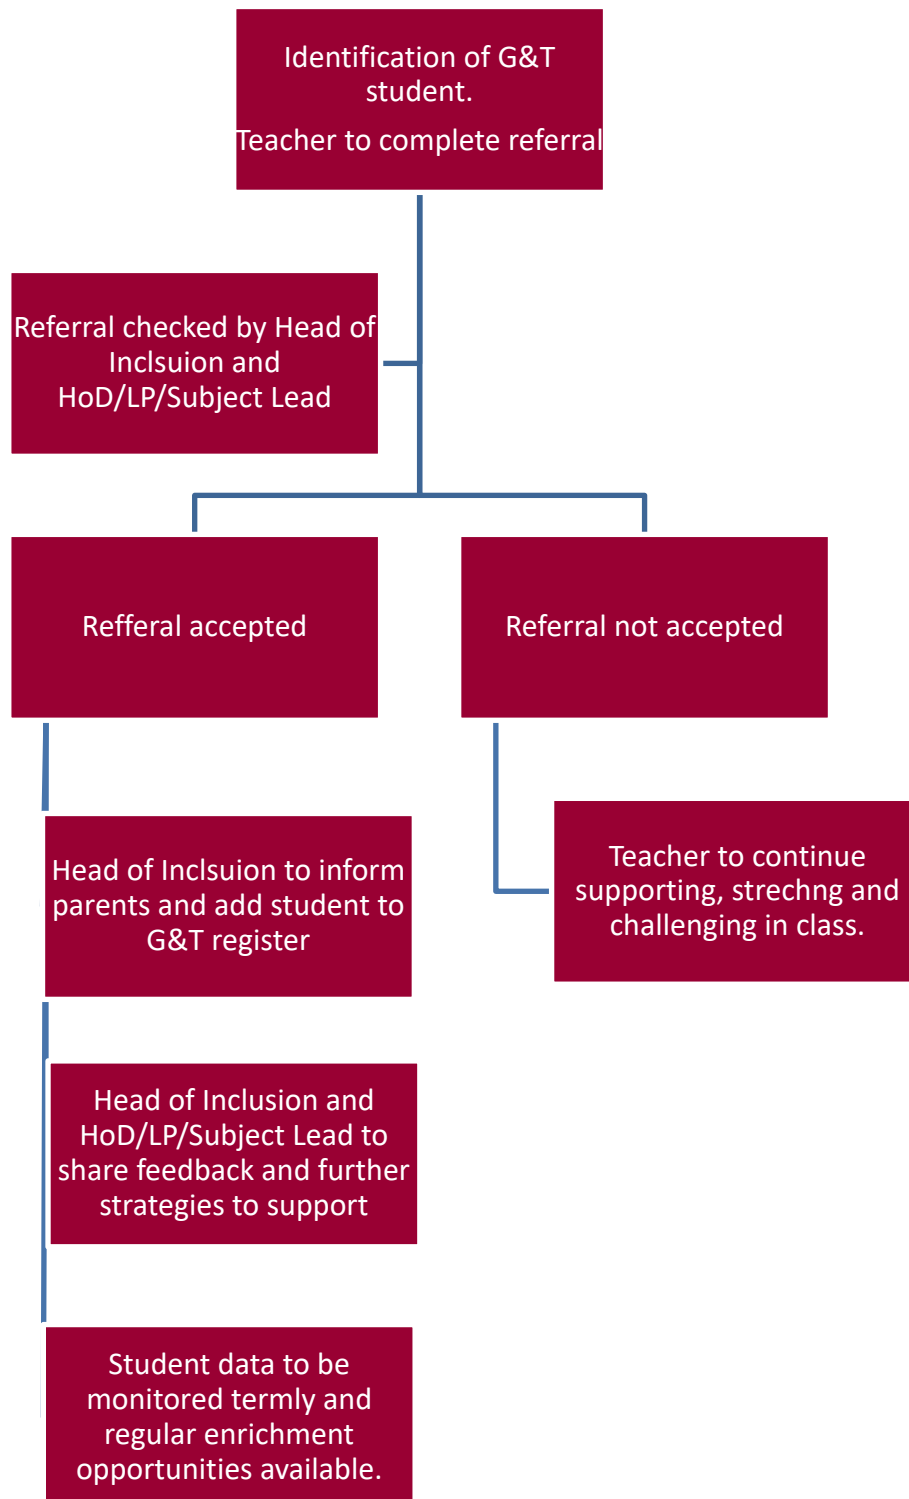 Identification of G&T
student.
Teacher to complete referral
Referral checked by Head of
Inclsuion and
HoD/LP/Subject Lead
Refferal accepted
Referral not accepted
Head of Inclsuion to inform
parents and add student to
G&T register
Teacher to continue
supporting, strechng and
challenging in class.
Head of Inclusion and
HoD/LP/Subject Lead to
share feedback and further
strategies to support
Student data to be
monitored termly and
regular enrichment
opportunities available.